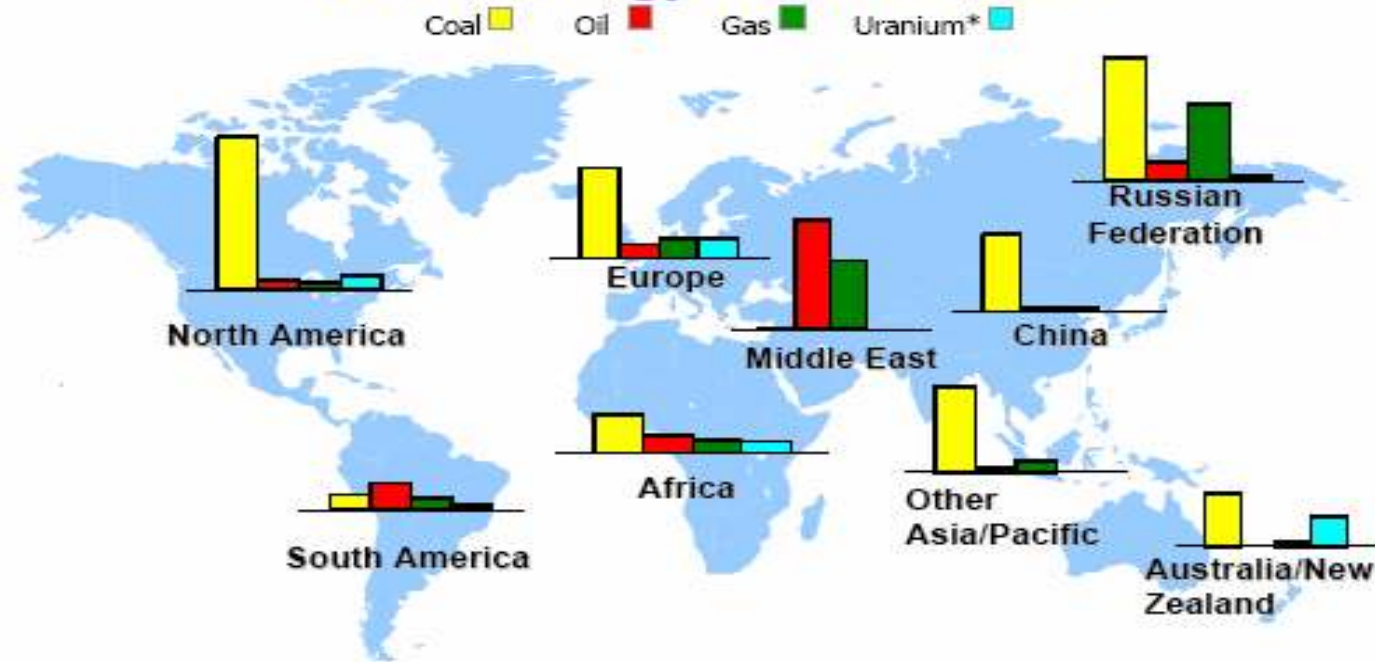 Coal Oil Gas Uranium*
Russian
Federation
Europe
North America
China
Middle East
Africa
Other
Asia/Pacific
South America
Australia/New
Zealand